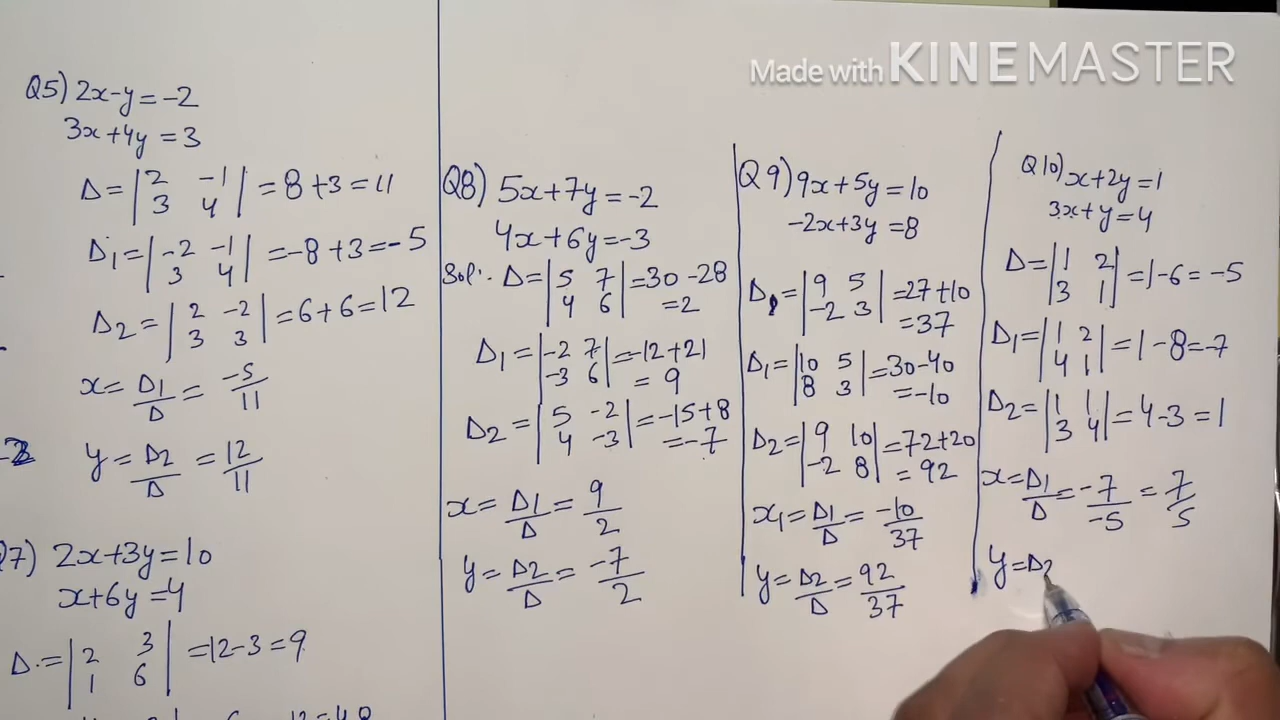 Made with KINEMASTER
Q5) 2x-y = -2
3x+4y = 3
Δ = |2 -1| = 8+3 = 11
|3 4|
Δ1 = |-2 -1| = -8+3 = -5
|3 4|
Δ2 = |2 -2| = 6+6 = 12
|3 3|
x = Δ1/Δ = -5/11
y = Δ2/Δ = 12/11
7) 2x+3y = 10
x+6y = 4
Δ = |2 3| = 12-3 = 9
|1 6|
Q8) 5x+7y = -2
4x+6y = -3
Sol:. Δ = |5 7| = 30-28
|4 6| = 2
Δ1 = |-2 7| = -12+21
|-3 6| = 9
Δ2 = |5 -2| = -15+8
|4 -3| = -7
x = Δ1/Δ = 9/2
y = Δ2/Δ = -7/2
Q9) 9x+5y = 10
-2x+3y = 8
Δ = |9 5| = 27+10
|-2 3| = 37
Δ1 = |10 5| = 30-40
|8 3| = -10
Δ2 = |9 10| = 72+20
|-2 8| = 92
x1 = Δ1/Δ = -10/37
y = Δ2/Δ = 92/37
Q10) x+2y = 1
3x+y = 4
Δ = |1 2| = 1-6 = -5
|3 1|
Δ1 = |1 2| = 1-8 = -7
|4 1|
Δ2 = |1 1| = 4-3 = 1
|3 4|
x = Δ1/Δ = -7/-5 = 7/5
y = Δ2